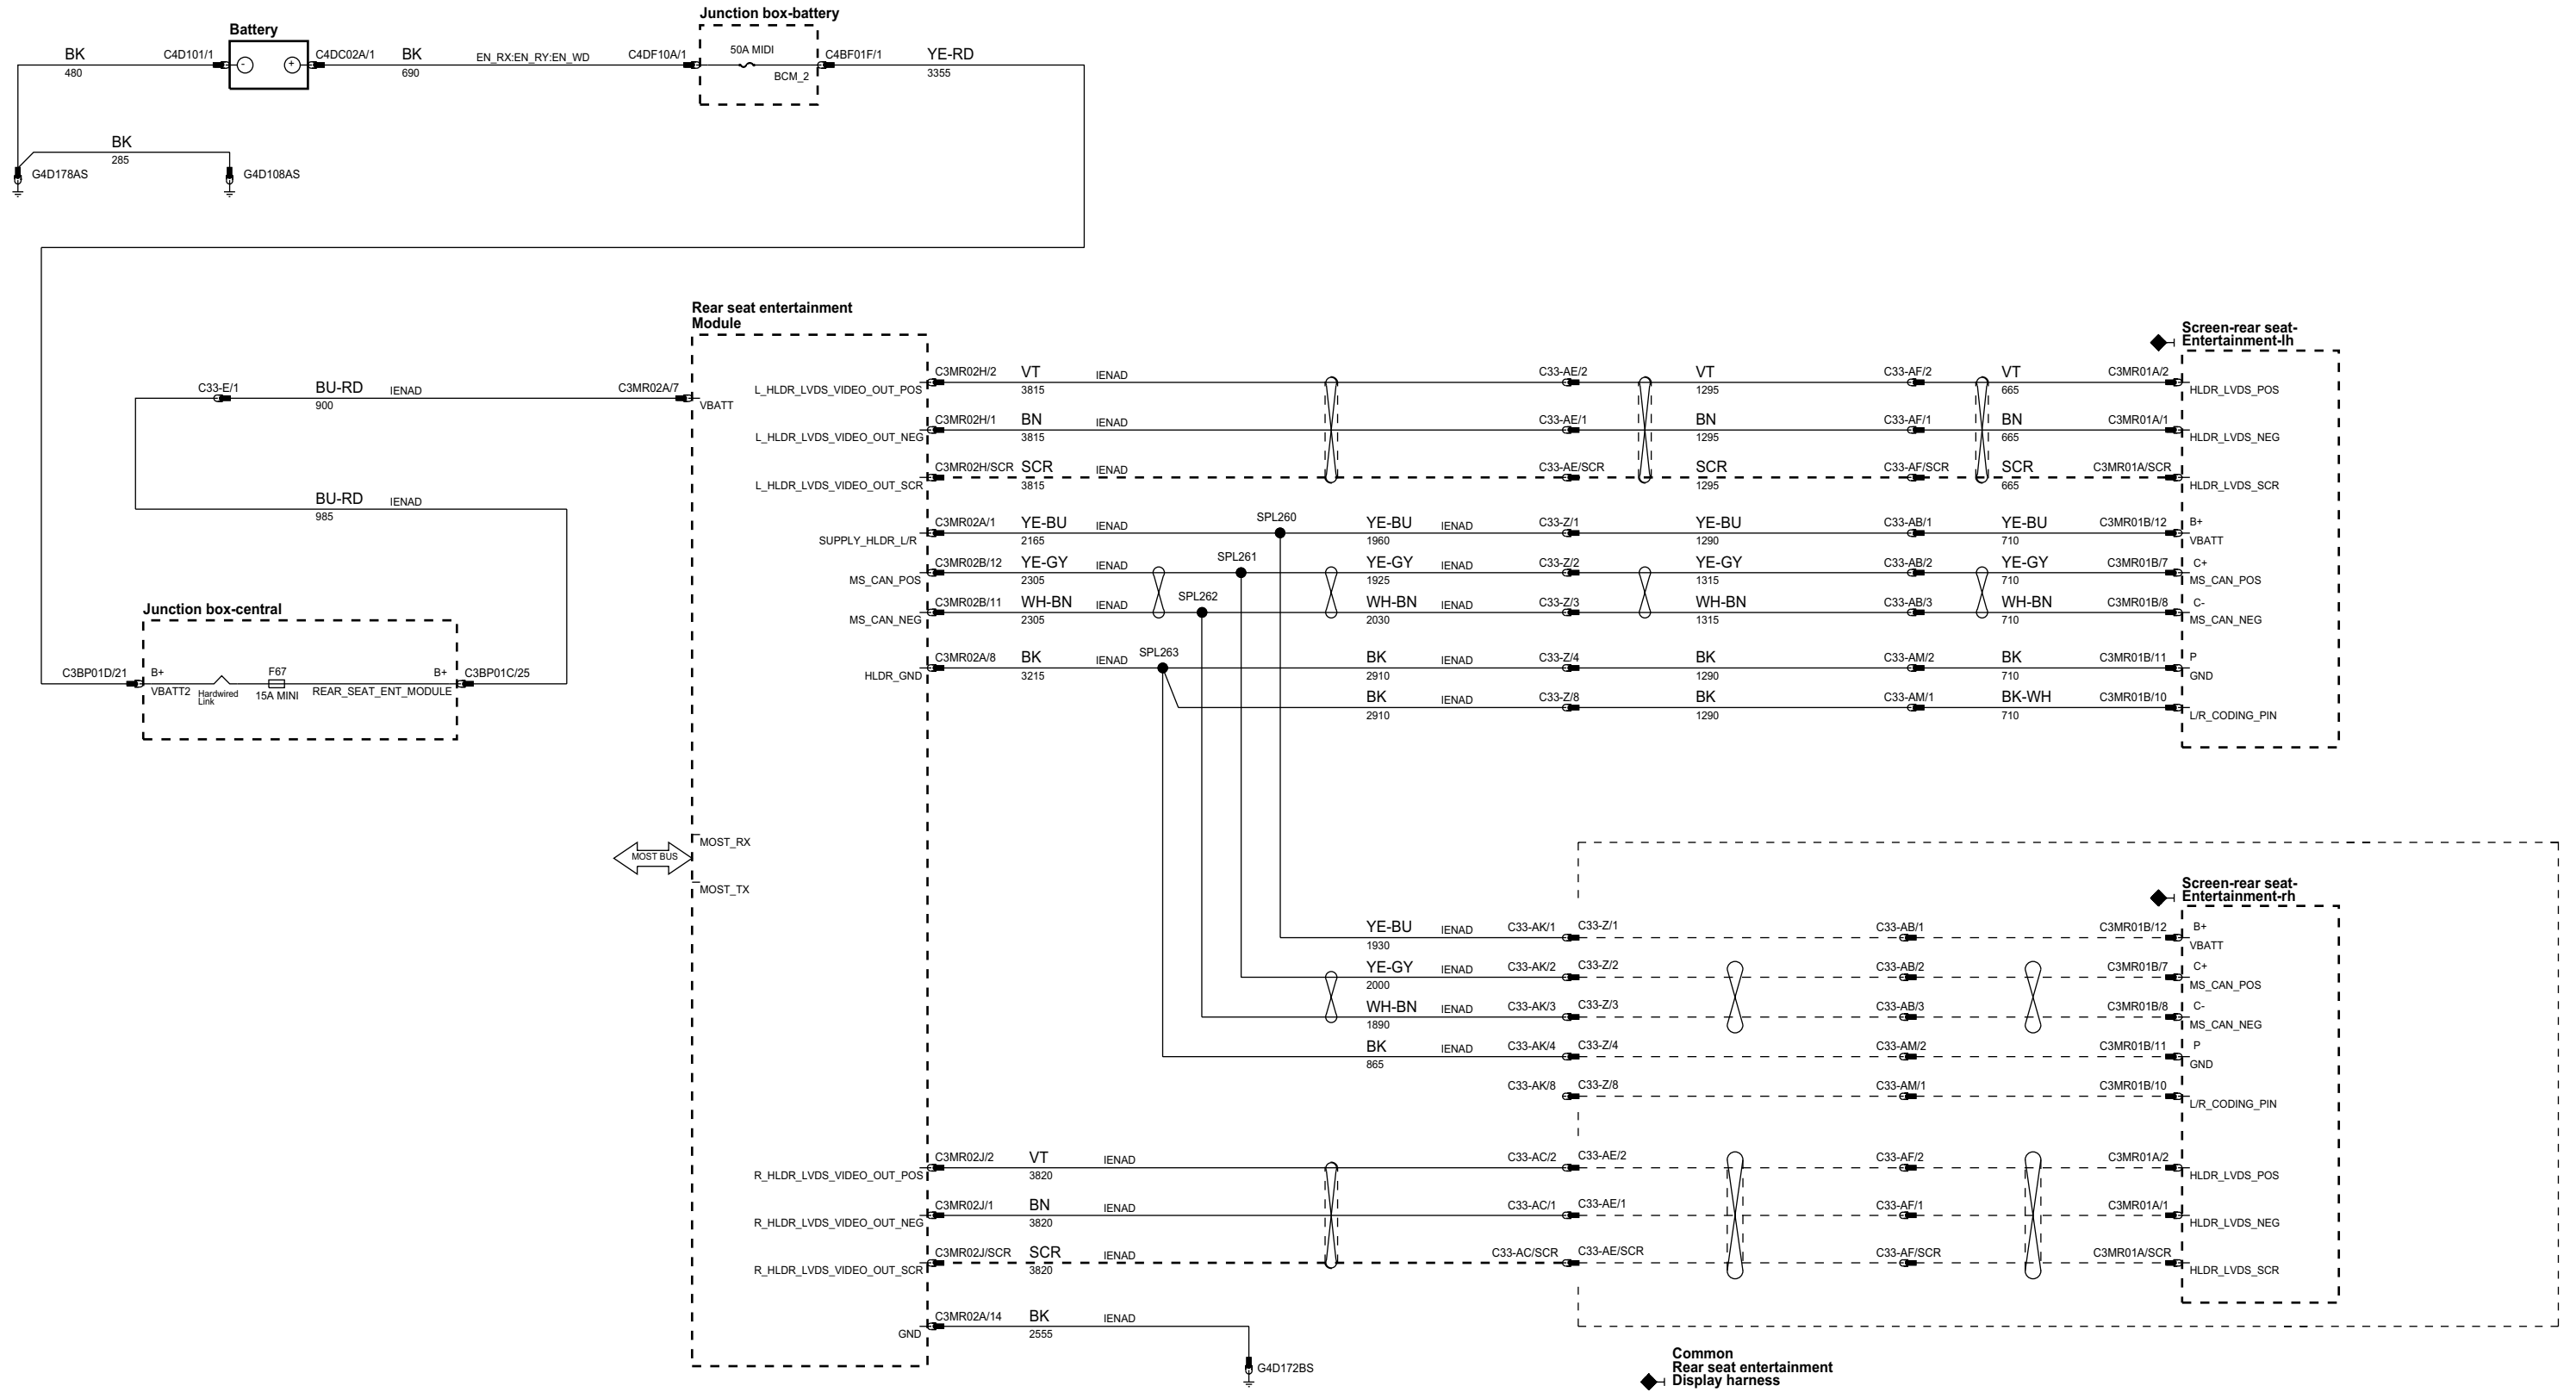 Junction box-battery
Battery
BK
480
C4D101/1
-
+
C4DC02A/1
BK
690
EN_RX:EN_RY:EN_WD
C4DF10A/1
50A MIDI
BCM_2
C4BF01F/1
YE-RD
3355
BK
285
G4D178AS
G4D108AS
Rear seat entertainment
Module
C33-E/1
BU-RD
900
IENAD
C3MR02A/7
VBATT
BU-RD
985
IENAD
Junction box-central
C3BP01D/21
B+
VBATT2
Hardwired
Link
F67
15A MINI
B+
REAR_SEAT_ENT_MODULE
C3BP01C/25
MOST BUS
MOST_RX
MOST_TX
Screen-rear seat-
Entertainment-lh
L_HLDR_LVDS_VIDEO_OUT_POS
C3MR02H/2
VT
3815
IENAD
C33-AE/2
VT
1295
C33-AF/2
VT
665
C3MR01A/2
HLDR_LVDS_POS
L_HLDR_LVDS_VIDEO_OUT_NEG
C3MR02H/1
BN
3815
IENAD
C33-AE/1
BN
1295
C33-AF/1
BN
665
C3MR01A/1
HLDR_LVDS_NEG
L_HLDR_LVDS_VIDEO_OUT_SCR
C3MR02H/SCR
SCR
3815
IENAD
C33-AE/SCR
SCR
1295
C33-AF/SCR
SCR
665
C3MR01A/SCR
HLDR_LVDS_SCR
SUPPLY_HLDR_L/R
C3MR02A/1
YE-BU
2165
IENAD
SPL260
YE-BU
1960
IENAD
C33-Z/1
YE-BU
1290
C33-AB/1
YE-BU
710
C3MR01B/12
B+
VBATT
MS_CAN_POS
C3MR02B/12
YE-GY
2305
IENAD
SPL261
YE-GY
1925
IENAD
C33-Z/2
YE-GY
1315
C33-AB/2
YE-GY
710
C3MR01B/7
C+
MS_CAN_POS
MS_CAN_NEG
C3MR02B/11
WH-BN
2305
IENAD
SPL262
WH-BN
2030
IENAD
C33-Z/3
WH-BN
1315
C33-AB/3
WH-BN
710
C3MR01B/8
C-
MS_CAN_NEG
HLDR_GND
C3MR02A/8
BK
3215
IENAD
SPL263
BK
2910
IENAD
C33-Z/4
BK
1290
C33-AM/2
BK
710
C3MR01B/11
P
GND
BK
2910
IENAD
C33-Z/8
BK
1290
C33-AM/1
BK-WH
710
C3MR01B/10
L/R_CODING_PIN
Screen-rear seat-
Entertainment-rh
YE-BU
1930
IENAD
C33-AK/1
C33-Z/1
C33-AB/1
C3MR01B/12
B+
VBATT
YE-GY
2000
IENAD
C33-AK/2
C33-Z/2
C33-AB/2
C3MR01B/7
C+
MS_CAN_POS
WH-BN
1890
IENAD
C33-AK/3
C33-Z/3
C33-AB/3
C3MR01B/8
C-
MS_CAN_NEG
BK
865
IENAD
C33-AK/4
C33-Z/4
C33-AM/2
C3MR01B/11
P
GND
C33-AK/8
C33-Z/8
C33-AM/1
C3MR01B/10
L/R_CODING_PIN
R_HLDR_LVDS_VIDEO_OUT_POS
C3MR02J/2
VT
3820
IENAD
C33-AC/2
C33-AE/2
C33-AF/2
C3MR01A/2
HLDR_LVDS_POS
R_HLDR_LVDS_VIDEO_OUT_NEG
C3MR02J/1
BN
3820
IENAD
C33-AC/1
C33-AE/1
C33-AF/1
C3MR01A/1
HLDR_LVDS_NEG
R_HLDR_LVDS_VIDEO_OUT_SCR
C3MR02J/SCR
SCR
3820
IENAD
C33-AC/SCR
C33-AE/SCR
C33-AF/SCR
C3MR01A/SCR
HLDR_LVDS_SCR
GND
C3MR02A/14
BK
2555
IENAD
G4D172BS
Common
Rear seat entertainment
Display harness